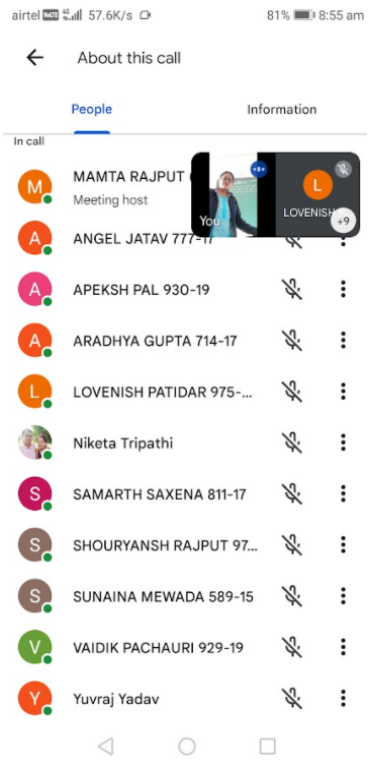 airtel VoLTE 4G 57.6K/s 81% 8:55 am
About this call
People Information
In call
M MAMTA RAJPUT
Meeting host
You L LOVENISH +9
A ANGEL JATAV 777-17
A APEKSH PAL 930-19
A ARADHYA GUPTA 714-17
L LOVENISH PATIDAR 975-...
Niketa Tripathi
S SAMARTH SAXENA 811-17
S SHOURYANSH RAJPUT 97...
S SUNAINA MEWADA 589-15
V VAIDIK PACHAURI 929-19
Y Yuvraj Yadav